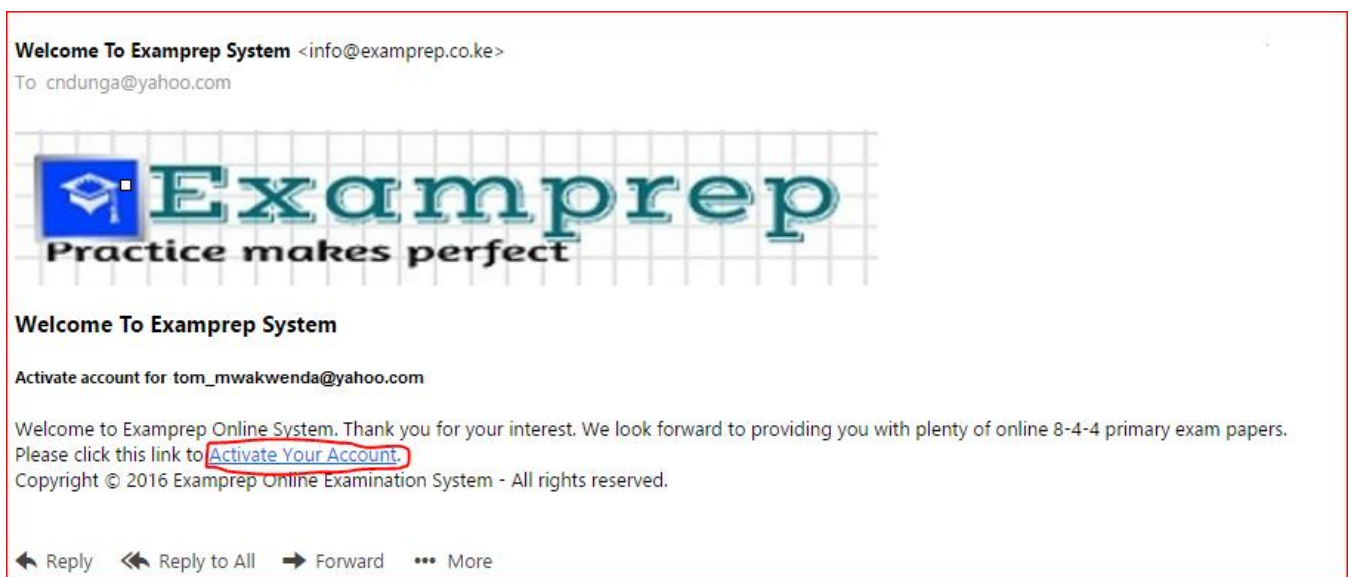 Welcome To Examprep System <info@examprep.co.ke>
To cndunga@yahoo.com
Examprep
Practice makes perfect
Welcome To Examprep System
Activate account for tom_mwakwenda@yahoo.com
Welcome to Examprep Online System. Thank you for your interest. We look forward to providing you with plenty of online 8-4-4 primary exam papers.
Please click this link to Activate Your Account.
Copyright © 2016 Examprep Online Examination System - All rights reserved.
Reply Reply to All Forward ••• More